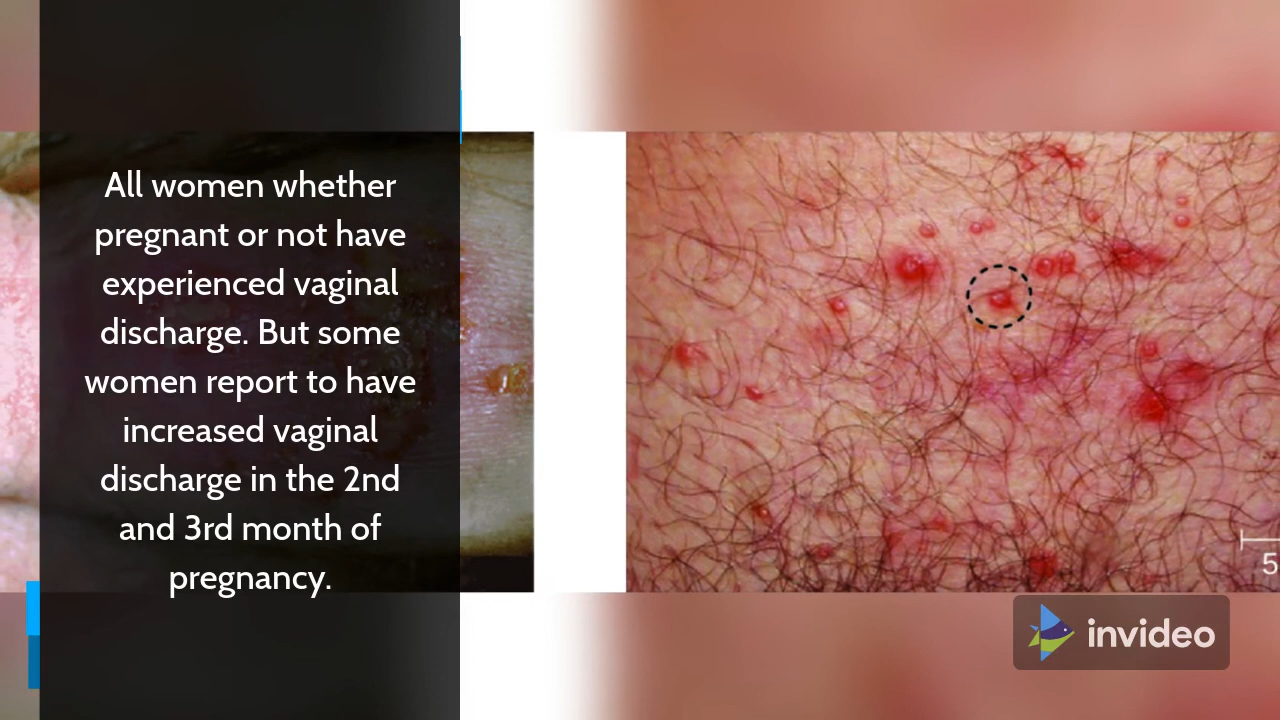 All women whether
pregnant or not have
experienced vaginal
discharge. But some
women report to have
increased vaginal
discharge in the 2nd
and 3rd month of
pregnancy.
5
invideo